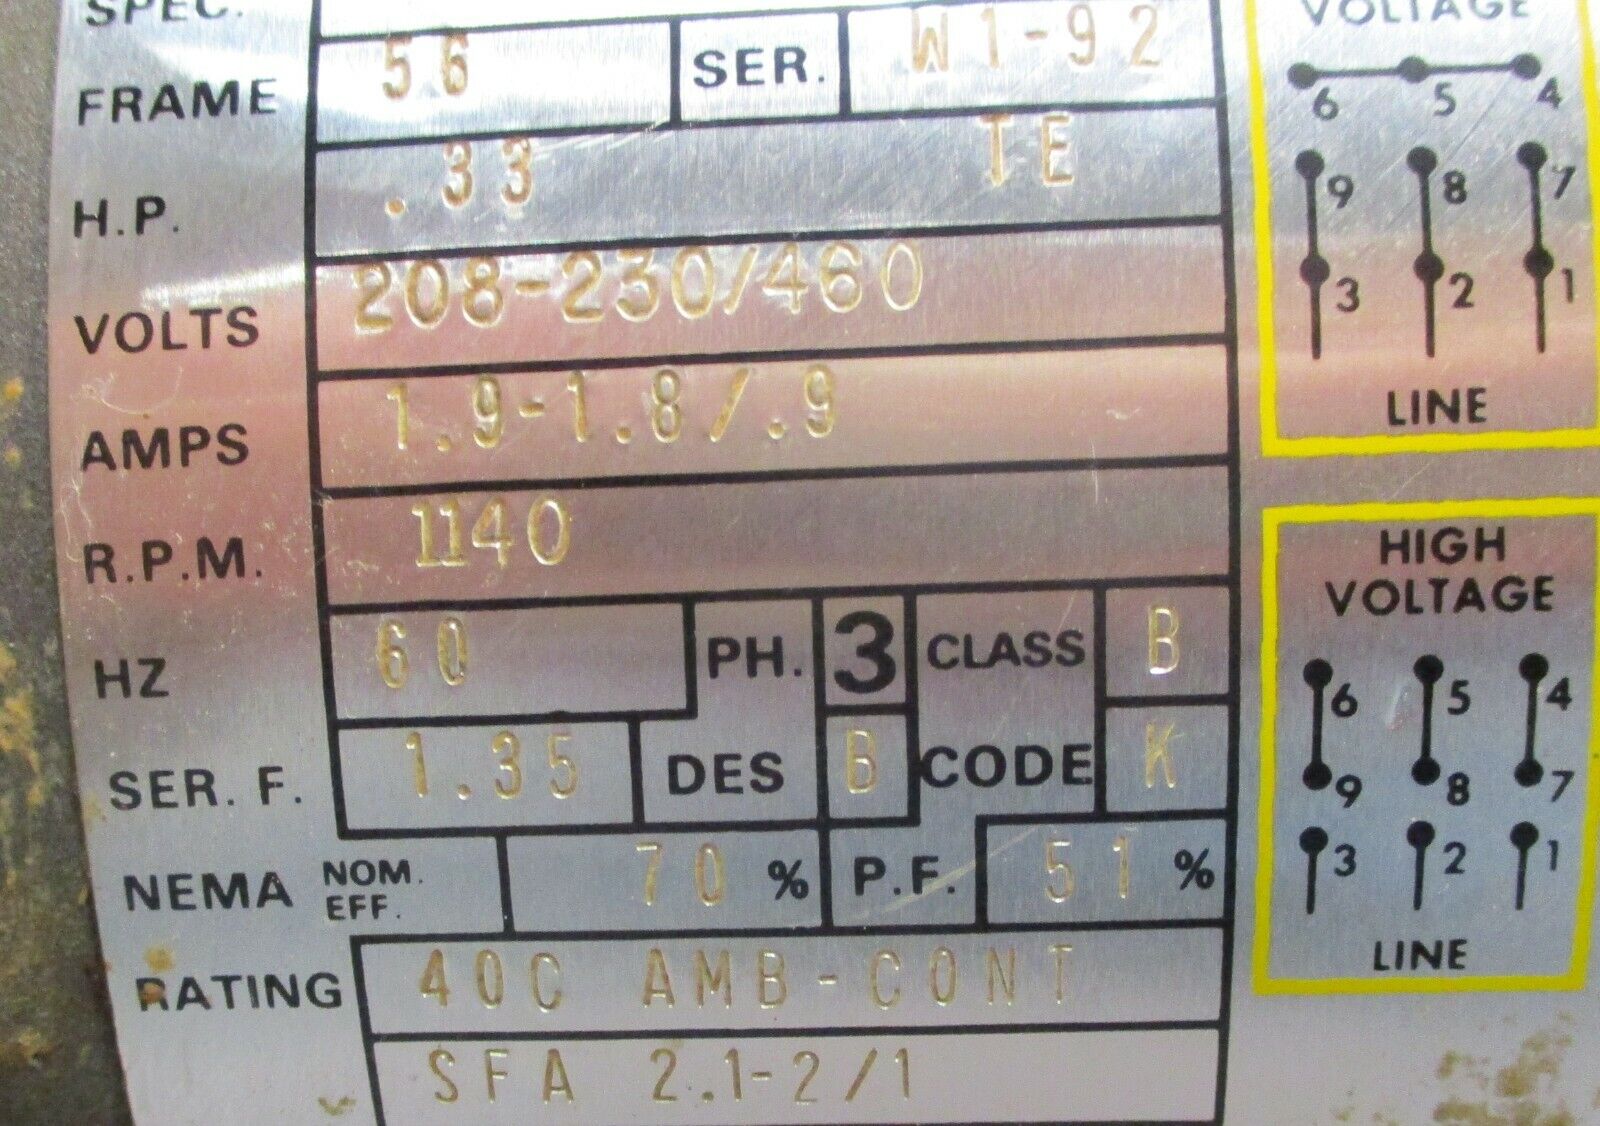 SPEC.
FRAME 56 SER. W1-92
H.P. .33 TE
VOLTS 208-230/460
AMPS 1.9-1.8/.9
R.P.M. 1140
HZ 60 PH. 3 CLASS B
SER. F. 1.35 DES B CODE K
NEMA NOM. EFF. 70 % P.F. 51 %
RATING 40C AMB-CONT
SFA 2.1-2/1
VOLTAGE
6 5 4
9 8 7
3 2 1
LINE
HIGH
VOLTAGE
6 5 4
9 8 7
3 2 1
LINE